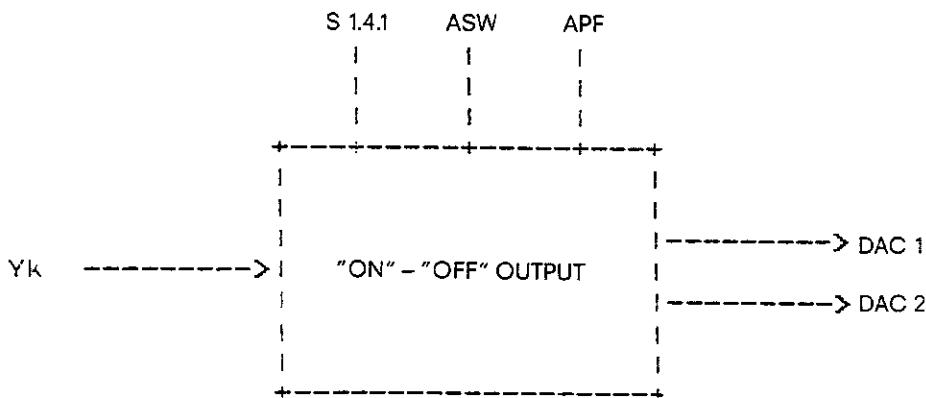 S 1.4.1 ASW APF
DAC 1
Yk "ON" – "OFF" OUTPUT
DAC 2